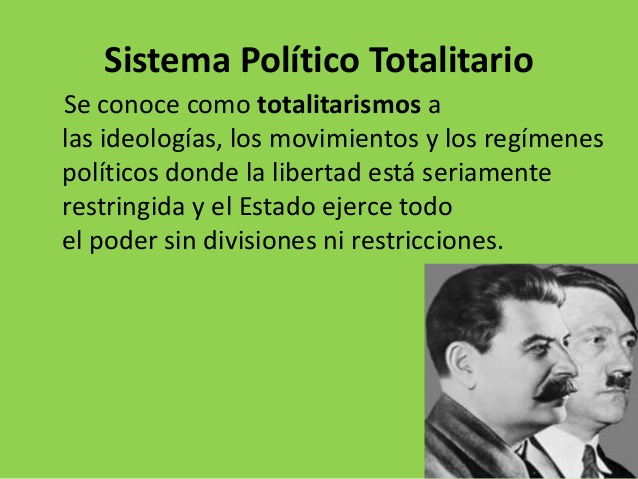 Sistema Político Totalitario
Se conoce como totalitarismos a
las ideologías, los movimientos y los regímenes
políticos donde la libertad está seriamente
restringida y el Estado ejerce todo
el poder sin divisiones ni restricciones.